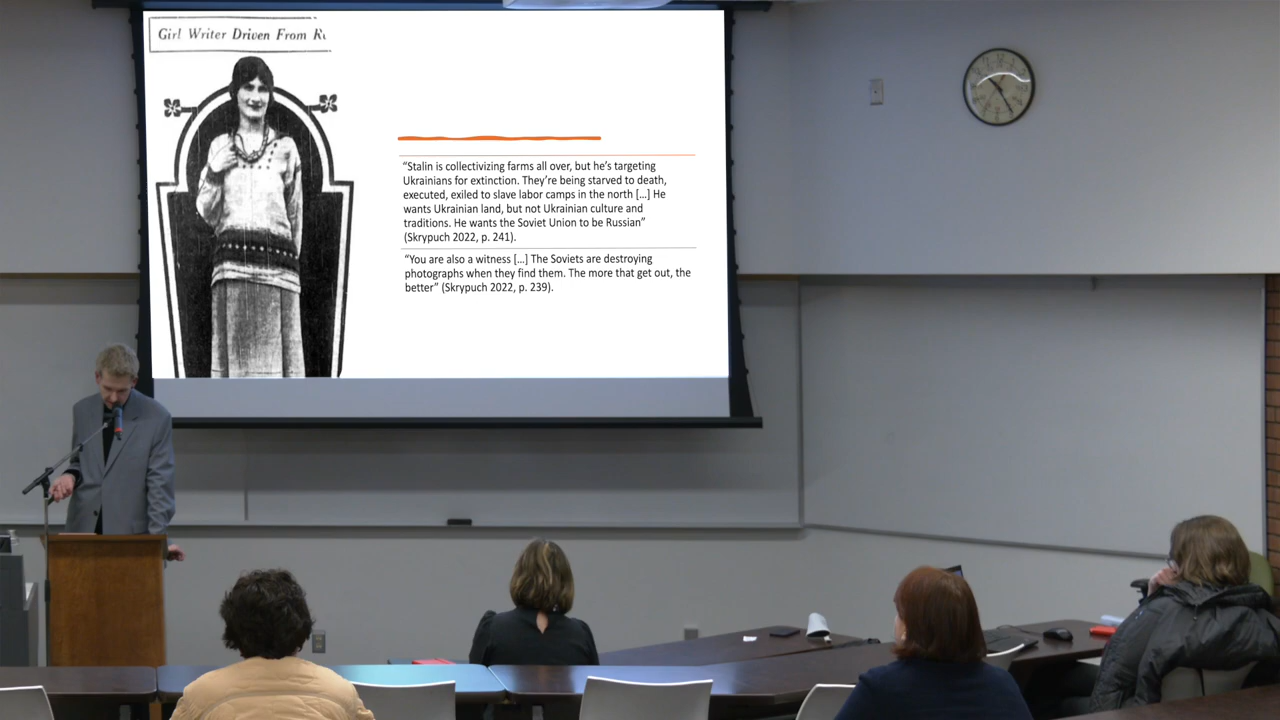 Girl Writer Driven From
“Stalin is collectivizing farms all over, but he’s targeting
Ukrainians for extinction. They’re being starved to death,
executed, exiled to slave labor camps in the north [...] He
wants Ukrainian land, but not Ukrainian culture and
traditions. He wants the Soviet Union to be Russian”
(Skrypuch 2022, p. 241).
“You are also a witness [...] The Soviets are destroying
photographs when they find them. The more that get out, the
better” (Skrypuch 2022, p. 239).